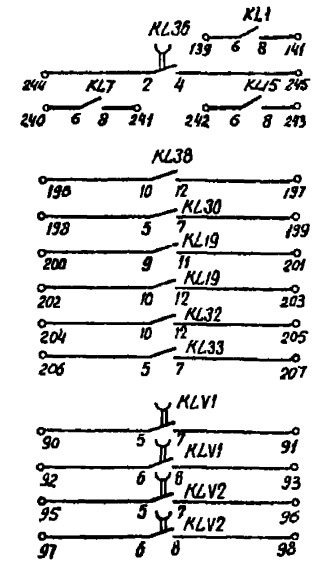 KL36 KL1
139 6 8 141
244 2 4 245
KL7 KL15
240 6 8 241 242 6 8 243
KL38
196 10 12 197
KL30
198 5 7 199
KL19
200 9 11 201
KL19
202 10 12 203
KL32
204 10 12 205
KL33
206 5 7 207
KLV1
90 5 7 91
KLV1
92 6 8 93
KLV2
95 5 7 96
KLV2
97 6 8 98